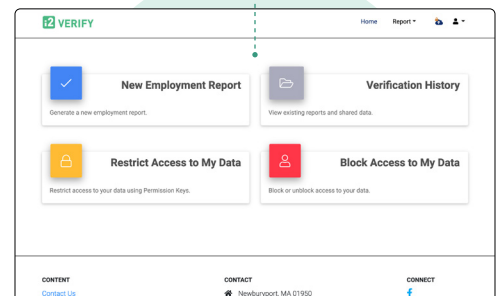 i2 VERIFY
Home Report
New Employment Report
Generate a new employment report.
Verification History
View existing reports and shared data.
Restrict Access to My Data
Restrict access to your data using Permission Keys.
Block Access to My Data
Block or unblock access to your data.
CONTENT
Contact Us
CONTACT
Newburyport, MA 01950
CONNECT